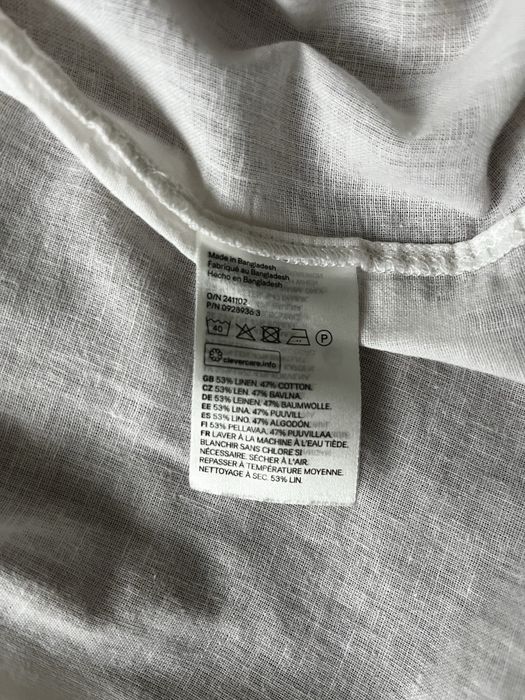 Made in Bangladesh
Fabriqué au Bangladesh
Hecho en Bangladesh
O/N 241102
P/N 0928936 3
40 P
clevercare.info
GB 53% LINEN. 47% COTTON.
CZ 53% LEN. 47% BAVLNA.
DE 53% LEINEN. 47% BAUMWOLLE.
EE 53% LINA. 47% PUUVILL.
ES 53% LINO. 47% ALGODÓN.
FI 53% PELLAVAA. 47% PUUVILLAA.
FR LAVER À LA MACHINE À L'EAU TIÈDE.
BLANCHIR SANS CHLORE SI
NÉCESSAIRE. SÉCHER À L'AIR.
REPASSER À TEMPÉRATURE MOYENNE.
NETTOYAGE À SEC. 53% LIN.